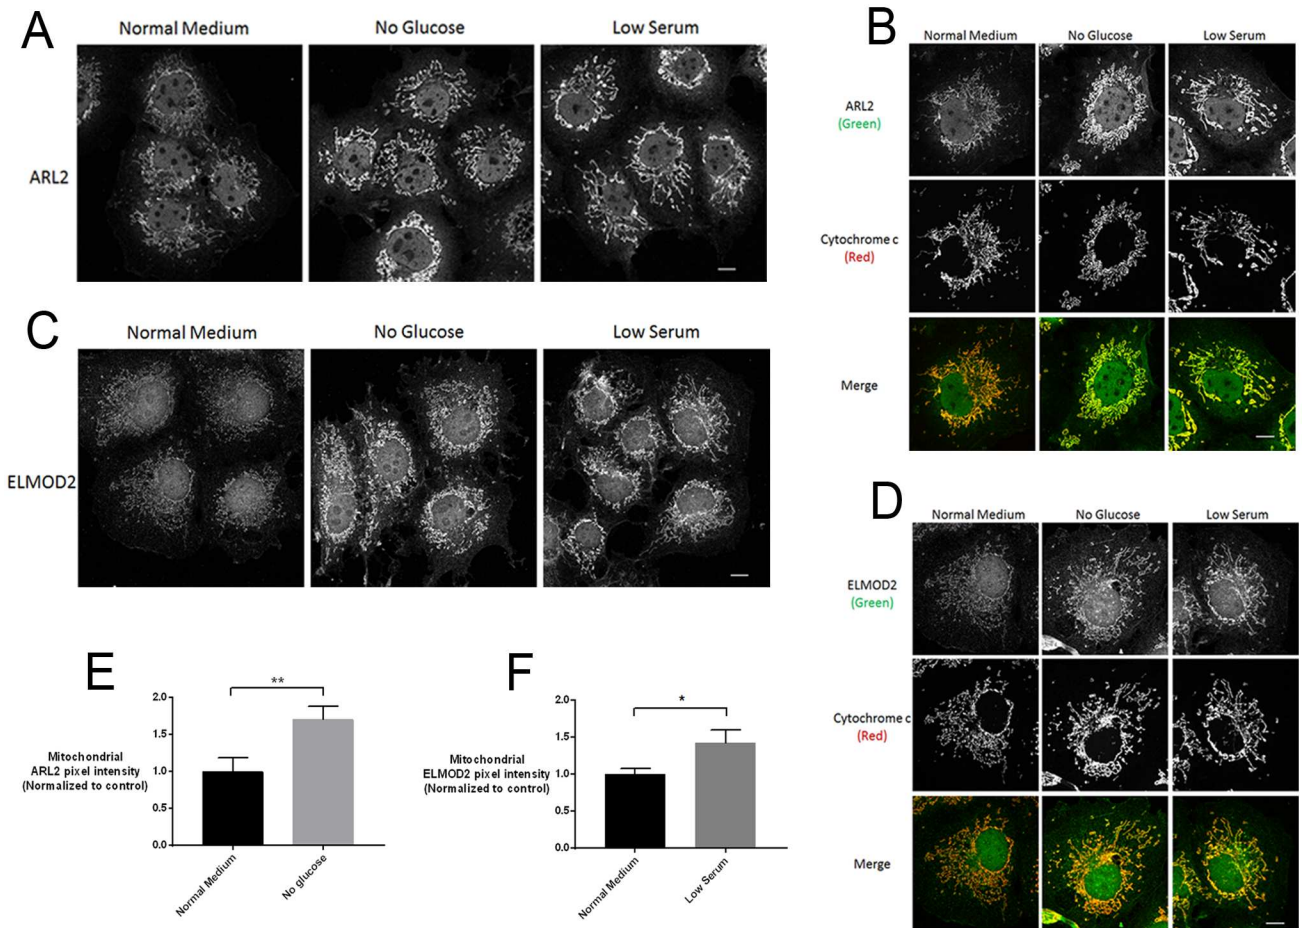 A
Normal Medium
No Glucose
Low Serum
ARL2
B
Normal Medium
No Glucose
Low Serum
ARL2
(Green)
Cytochrome c
(Red)
Merge
C
Normal Medium
No Glucose
Low Serum
ELMOD2
D
Normal Medium
No Glucose
Low Serum
ELMOD2
(Green)
Cytochrome c
(Red)
Merge
E
**
2.0
1.5
1.0
0.5
0.0
Mitochondrial
ARL2 pixel intensity
(Normalized to control)
Normal Medium
No glucose
F
*
2.0
1.5
1.0
0.5
0.0
Mitochondrial
ELMOD2 pixel intensity
(Normalized to control)
Normal Medium
Low Serum